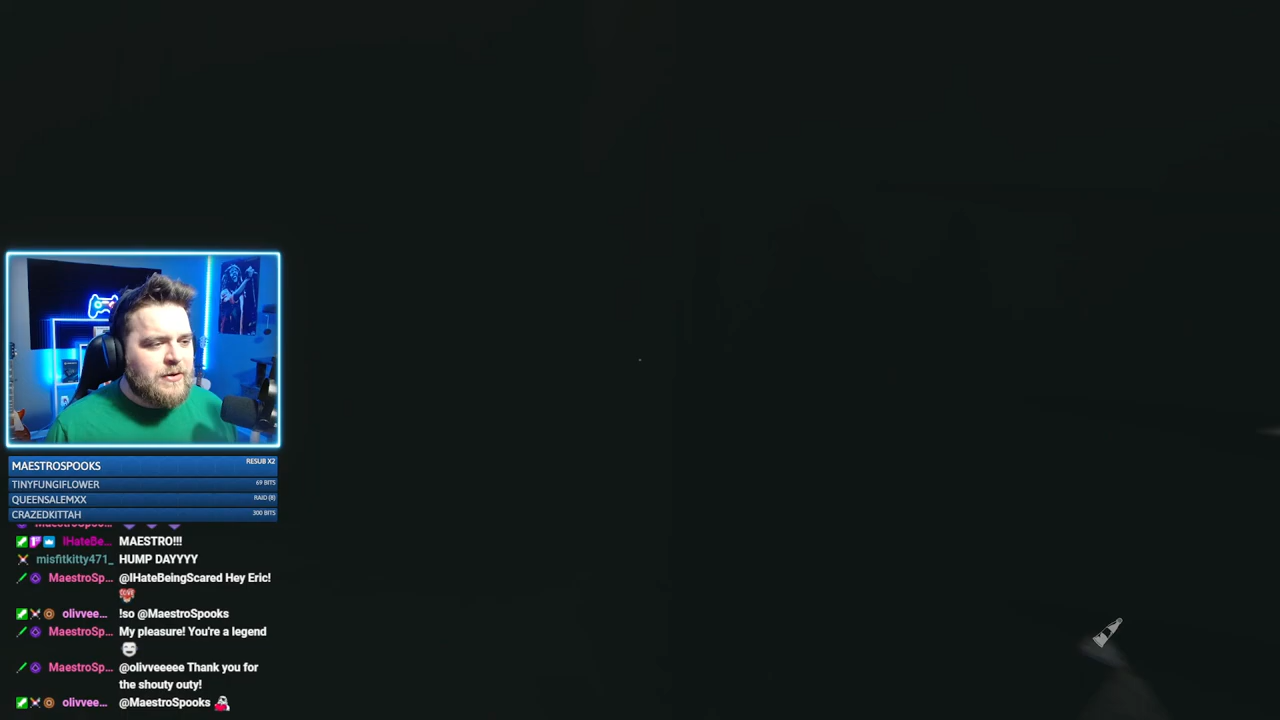 MAESTROSPOOKS RESUB X2
TINYFUNGIFLOWER 69 BITS
QUEENSALEMXX RAID (8)
CRAZEDKITTAH 300 BITS
MaestroSpoo...
IHateBe... MAESTRO!!!
misfitkitty471_ HUMP DAYYYY
MaestroSp... @IHateBeingScared Hey Eric!
olivvee... !so @MaestroSpooks
MaestroSp... My pleasure! You're a legend
MaestroSp... @olivveeeee Thank you for
the shouty outy!
olivvee... @MaestroSpooks